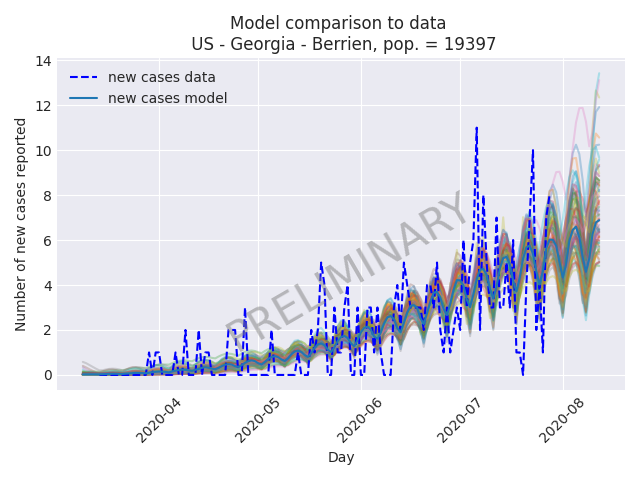 Model comparison to data
US - Georgia - Berrien, pop. = 19397
new cases data
new cases model
PRELIMINARY
Number of new cases reported
14
12
10
8
6
4
2
0
2020-04
2020-05
2020-06
2020-07
2020-08
Day